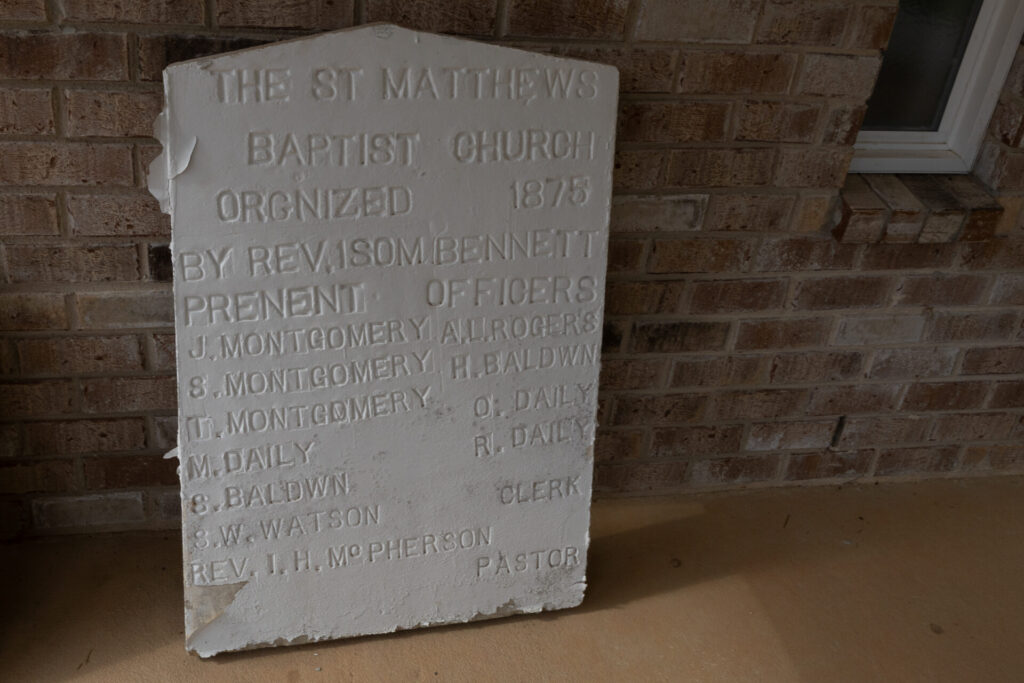 THE ST MATTHEWS
BAPTIST CHURCH
ORGNIZED 1875
BY REV. ISOM BENNETT
PRENENT OFFICERS
J. MONTGOMERY A.L. ROGERS
S. MONTGOMERY H. BALDWN
T. MONTGOMERY O. DAILY
M. DAILY R. DAILY
S. BALDWN
S. W. WATSON CLERK
REV. I. H. McPHERSON
PASTOR